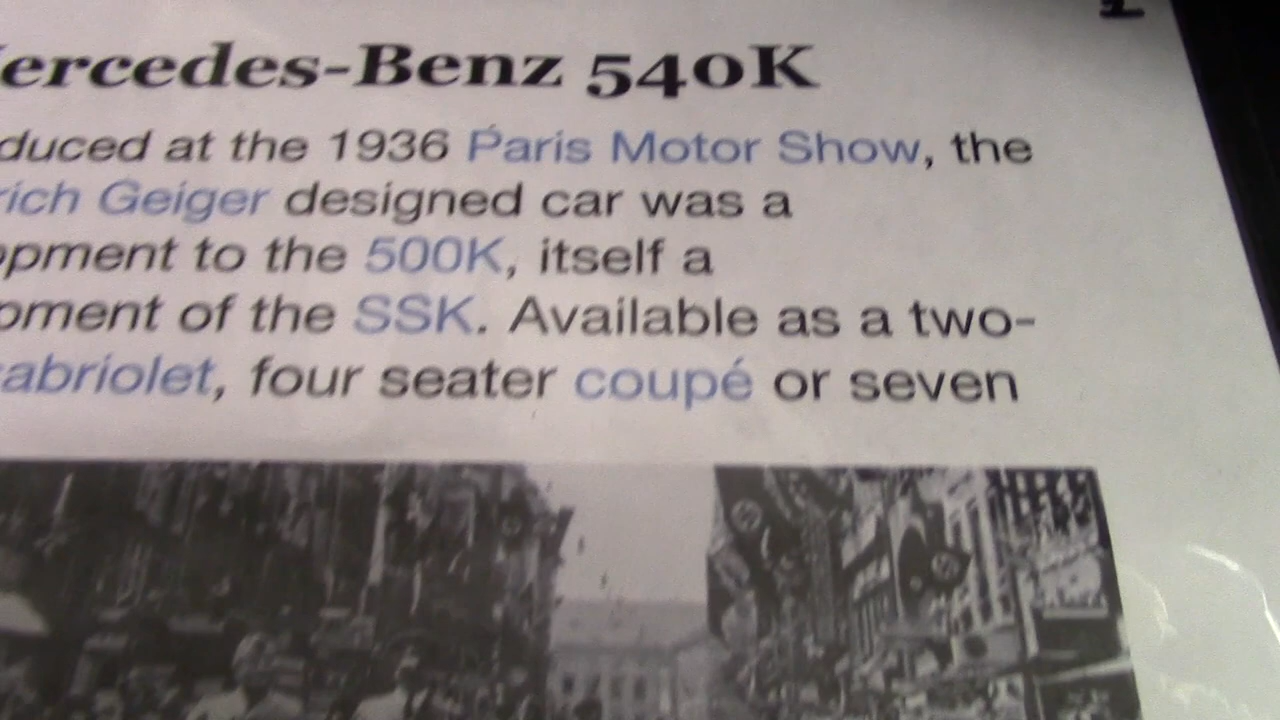 ercedes-Benz 540K
duced at the 1936 Paris Motor Show, the
rich Geiger designed car was a
opment to the 500K, itself a
pment of the SSK. Available as a two-
abriolet, four seater coupé or seven